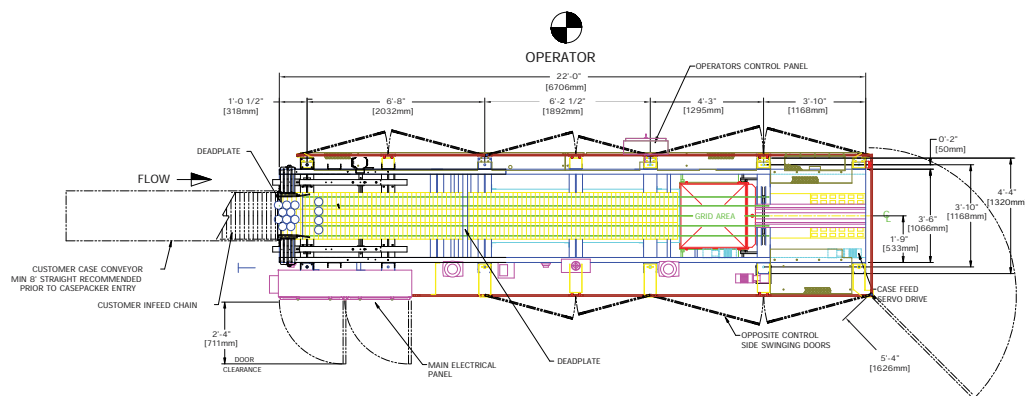 OPERATOR
OPERATORS CONTROL PANEL
22'-0"
[6706mm]
1'-0 1/2"
[318mm]
6'-8"
[2032mm]
6'-2 1/2"
[1892mm]
4'-3"
[1295mm]
3'-10"
[1168mm]
0'-2"
[50mm]
DEADPLATE
FLOW
4'-4"
[1320mm]
3'-10"
[1168mm]
3'-6"
[1066mm]
1'-9"
[533mm]
GRID AREA
CL
CUSTOMER CASE CONVEYOR
MIN 8' STRAIGHT RECOMMENDED
PRIOR TO CASEPACKER ENTRY
CUSTOMER INFEED CHAIN
CASE FEED
SERVO DRIVE
2'-4"
[711mm]
DOOR
CLEARANCE
MAIN ELECTRICAL
PANEL
DEADPLATE
OPPOSITE CONTROL
SIDE SWINGING DOORS
5'-4"
[1626mm]